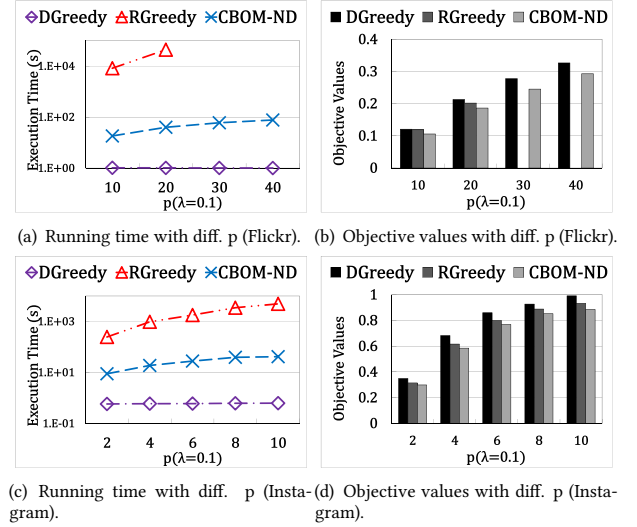 DGreedy RGreedy CBOM-ND
Execution Time (s)
1.E+04
1.E+02
1.E+00
10 20 30 40
p(λ=0.1)
(a) Running time with diff. p (Flickr).
DGreedy RGreedy CBOM-ND
Objective Values
0.4
0.3
0.2
0.1
0
10 20 30 40
p(λ=0.1)
(b) Objective values with diff. p (Flickr).
DGreedy RGreedy CBOM-ND
Execution Time (s)
1.E+03
1.E+01
1.E-01
2 4 6 8 10
p(λ=0.1)
(c) Running time with diff. p (Insta-
gram).
DGreedy RGreedy CBOM-ND
Objective Values
1
0.8
0.6
0.4
0.2
0
2 4 6 8 10
p(λ=0.1)
(d) Objective values with diff. p (Insta-
gram).